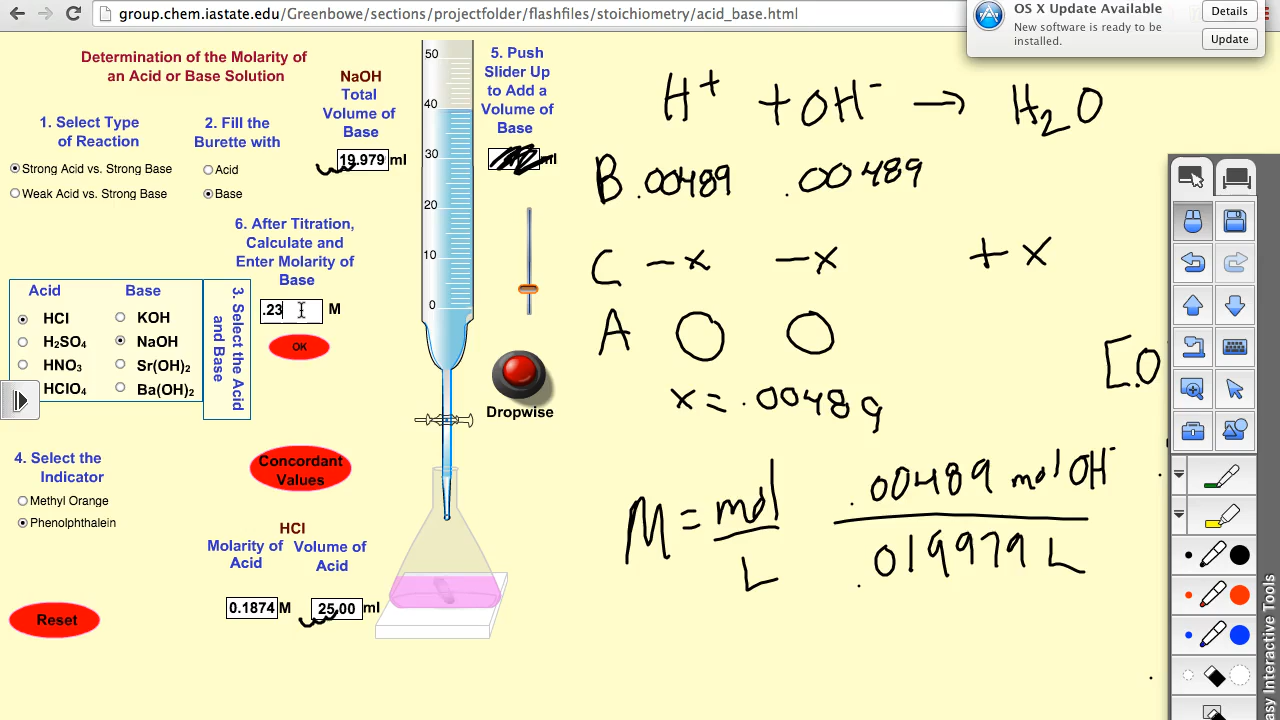 group.chem.iastate.edu/Greenbowe/sections/projectfolder/flashfiles/stoichiometry/acid_base.html
OS X Update Available
New software is ready to be
installed.
Details
Update
Determination of the Molarity of
an Acid or Base Solution
1. Select Type
of Reaction
Strong Acid vs. Strong Base
Weak Acid vs. Strong Base
2. Fill the
Burette with
Acid
Base
NaOH
Total
Volume of
Base
19.979 ml
50
40
30
20
10
0
5. Push
Slider Up
to Add a
Volume of
Base
ml
6. After Titration,
Calculate and
Enter Molarity of
Base
.23 M
OK
Acid Base
HCl KOH
H2SO4 NaOH
HNO3 Sr(OH)2
HClO4 Ba(OH)2
3. Select the Acid
and Base
Dropwise
4. Select the
Indicator
Methyl Orange
Phenolphthalein
Concordant
Values
HCl
Molarity of
Acid
Volume of
Acid
0.1874 M 25.00 ml
Reset
H+ + OH- → H2O
B .00489 .00489
C -x -x +x
A O O
x = .00489
[.0
M = mol/L .00489 mol OH-
.019979 L
esy Interactive Tools